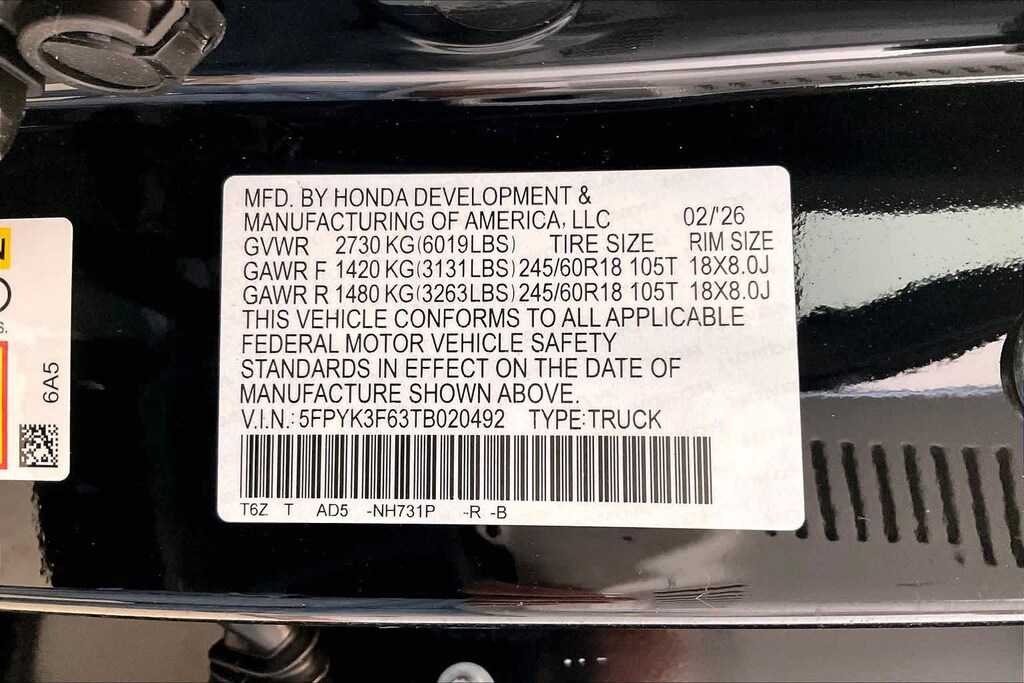 MFD. BY HONDA DEVELOPMENT &
MANUFACTURING OF AMERICA, LLC 02/'26
GVWR 2730 KG(6019LBS) TIRE SIZE RIM SIZE
GAWR F 1420 KG(3131LBS) 245/60R18 105T 18X8.0J
GAWR R 1480 KG(3263LBS) 245/60R18 105T 18X8.0J
THIS VEHICLE CONFORMS TO ALL APPLICABLE
FEDERAL MOTOR VEHICLE SAFETY
STANDARDS IN EFFECT ON THE DATE OF
MANUFACTURE SHOWN ABOVE.
V.I.N.: 5FPYK3F63TB020492 TYPE:TRUCK
T6Z T AD5 -NH731P --R -B
6A5